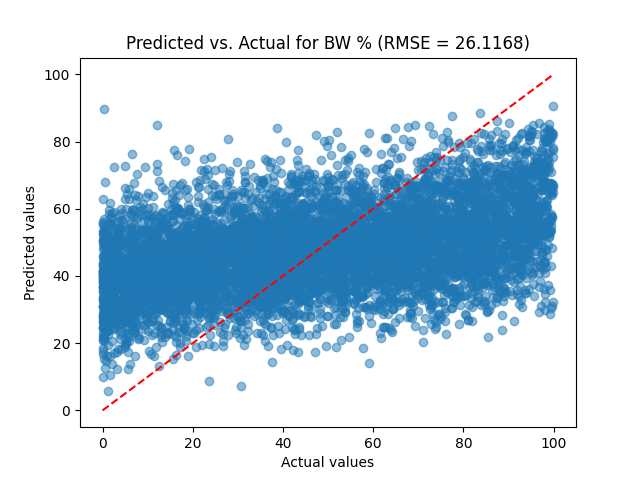 Predicted vs. Actual for BW % (RMSE = 26.1168)
100
80
60
40
20
0
Predicted values
0 20 40 60 80 100
Actual values